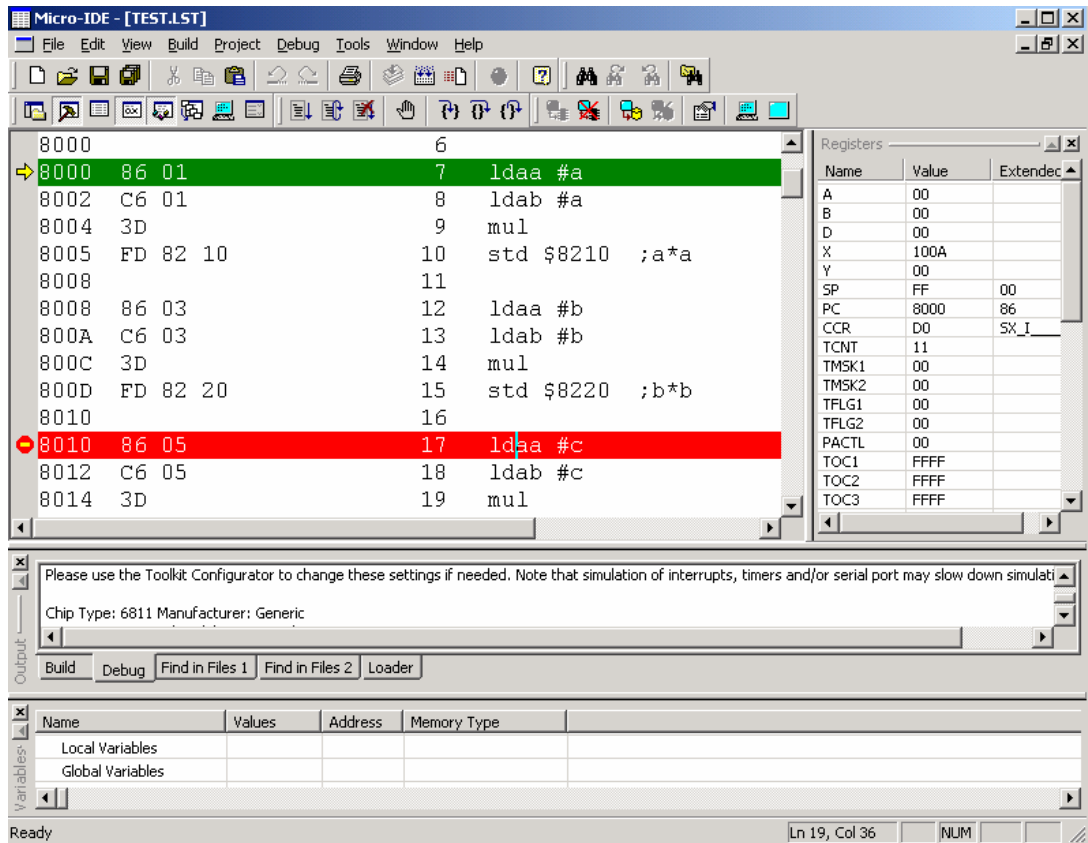 Micro-IDE - [TEST.LST]
File Edit View Build Project Debug Tools Window Help
8000 6
8000 86 01 7 ldaa #a
8002 C6 01 8 ldab #a
8004 3D 9 mul
8005 FD 82 10 10 std $8210 ;a*a
8008 11
8008 86 03 12 ldaa #b
800A C6 03 13 ldab #b
800C 3D 14 mul
800D FD 82 20 15 std $8220 ;b*b
8010 16
8010 86 05 17 ldaa #c
8012 C6 05 18 ldab #c
8014 3D 19 mul
Registers
Name Value Extended
A 00
B 00
D 00
X 100A
Y 00
SP FF 00
PC 8000 86
CCR D0 SX_I____
TCNT 11
TMSK1 00
TMSK2 00
TFLG1 00
TFLG2 00
PACTL 00
TOC1 FFFF
TOC2 FFFF
TOC3 FFFF
Output
Please use the Toolkit Configurator to change these settings if needed. Note that simulation of interrupts, timers and/or serial port may slow down simulati
Chip Type: 6811 Manufacturer: Generic
Build Debug Find in Files 1 Find in Files 2 Loader
Variables
Name Values Address Memory Type
Local Variables
Global Variables
Ready Ln 19, Col 36 NUM